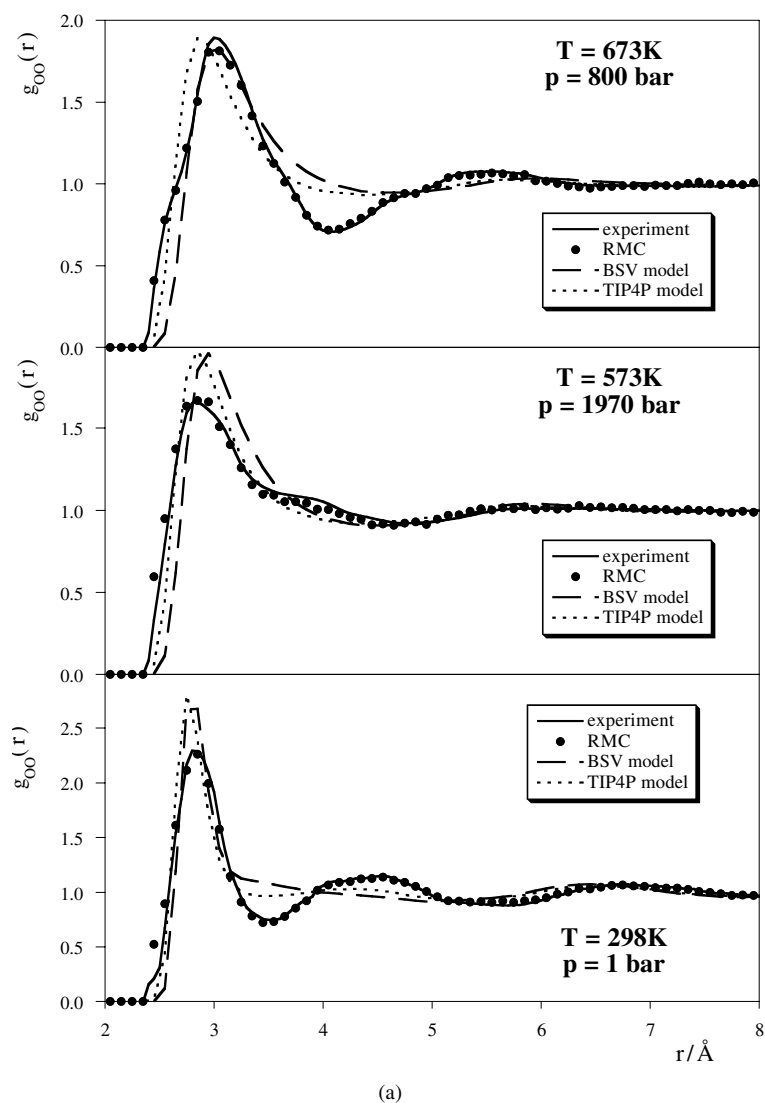 g_OO(r)
2.0
1.5
1.0
0.5
0.0
T = 673K
p = 800 bar
experiment
RMC
BSV model
TIP4P model
g_OO(r)
1.5
1.0
0.5
0.0
T = 573K
p = 1970 bar
experiment
RMC
BSV model
TIP4P model
g_OO(r)
2.5
2.0
1.5
1.0
0.5
0.0
experiment
RMC
BSV model
TIP4P model
T = 298K
p = 1 bar
2 3 4 5 6 7 8
r/Å
(a)